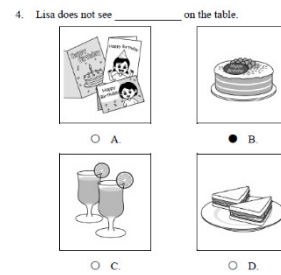 4. Lisa does not see ____________ on the table.
Happy Birthday
Happy Birthday
Happy Birthday
A.
B.
C.
D.